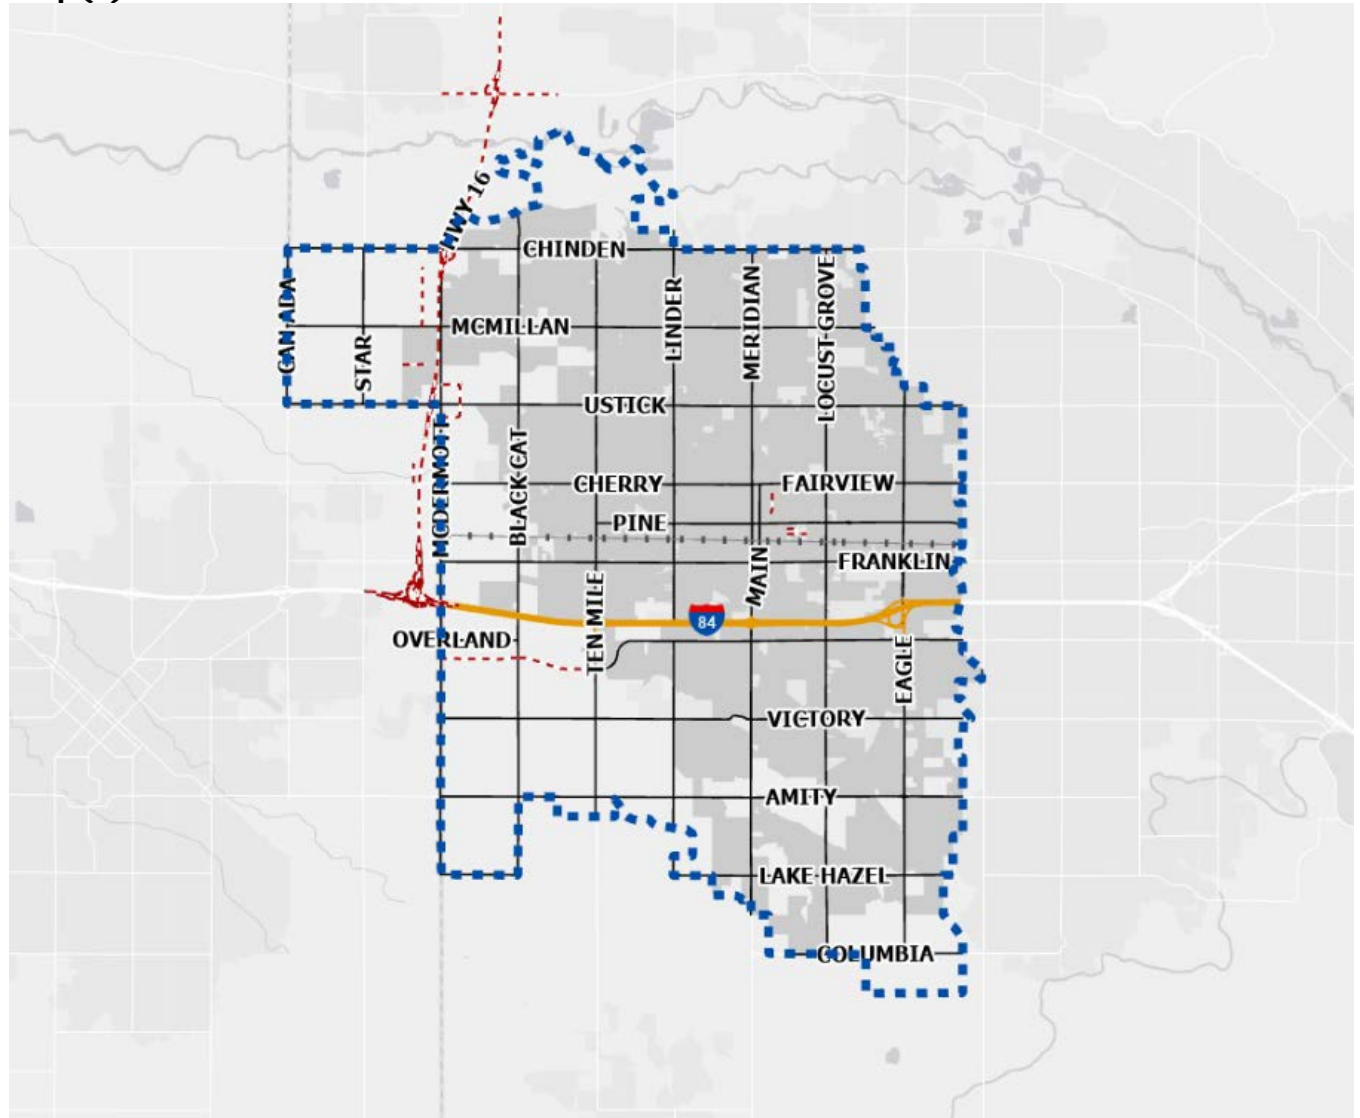 HWY 16
CHINDEN
CAN-ADA
STAR
MCMILLAN
LINDER
MERIDIAN
LOCUST GROVE
USTICK
MCDERMOTT
BLACK CAT
CHERRY
FAIRVIEW
PINE
FRANKLIN
MAIN
TEN MILE
84
OVERLAND
EAGLE
VICTORY
AMITY
LAKE HAZEL
COLUMBIA